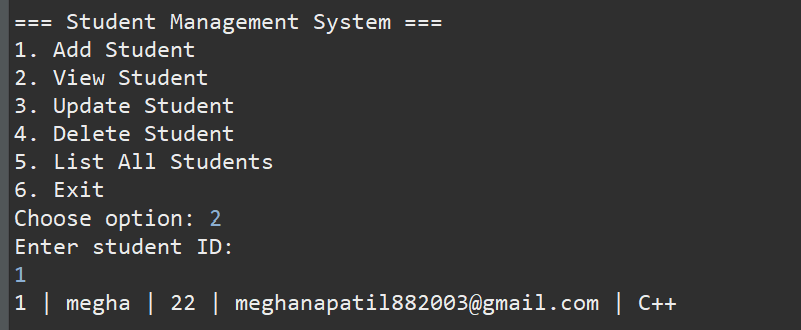 === Student Management System ===
1. Add Student
2. View Student
3. Update Student
4. Delete Student
5. List All Students
6. Exit
Choose option: 2
Enter student ID:
1
1 | megha | 22 | meghanapatil882003@gmail.com | C++